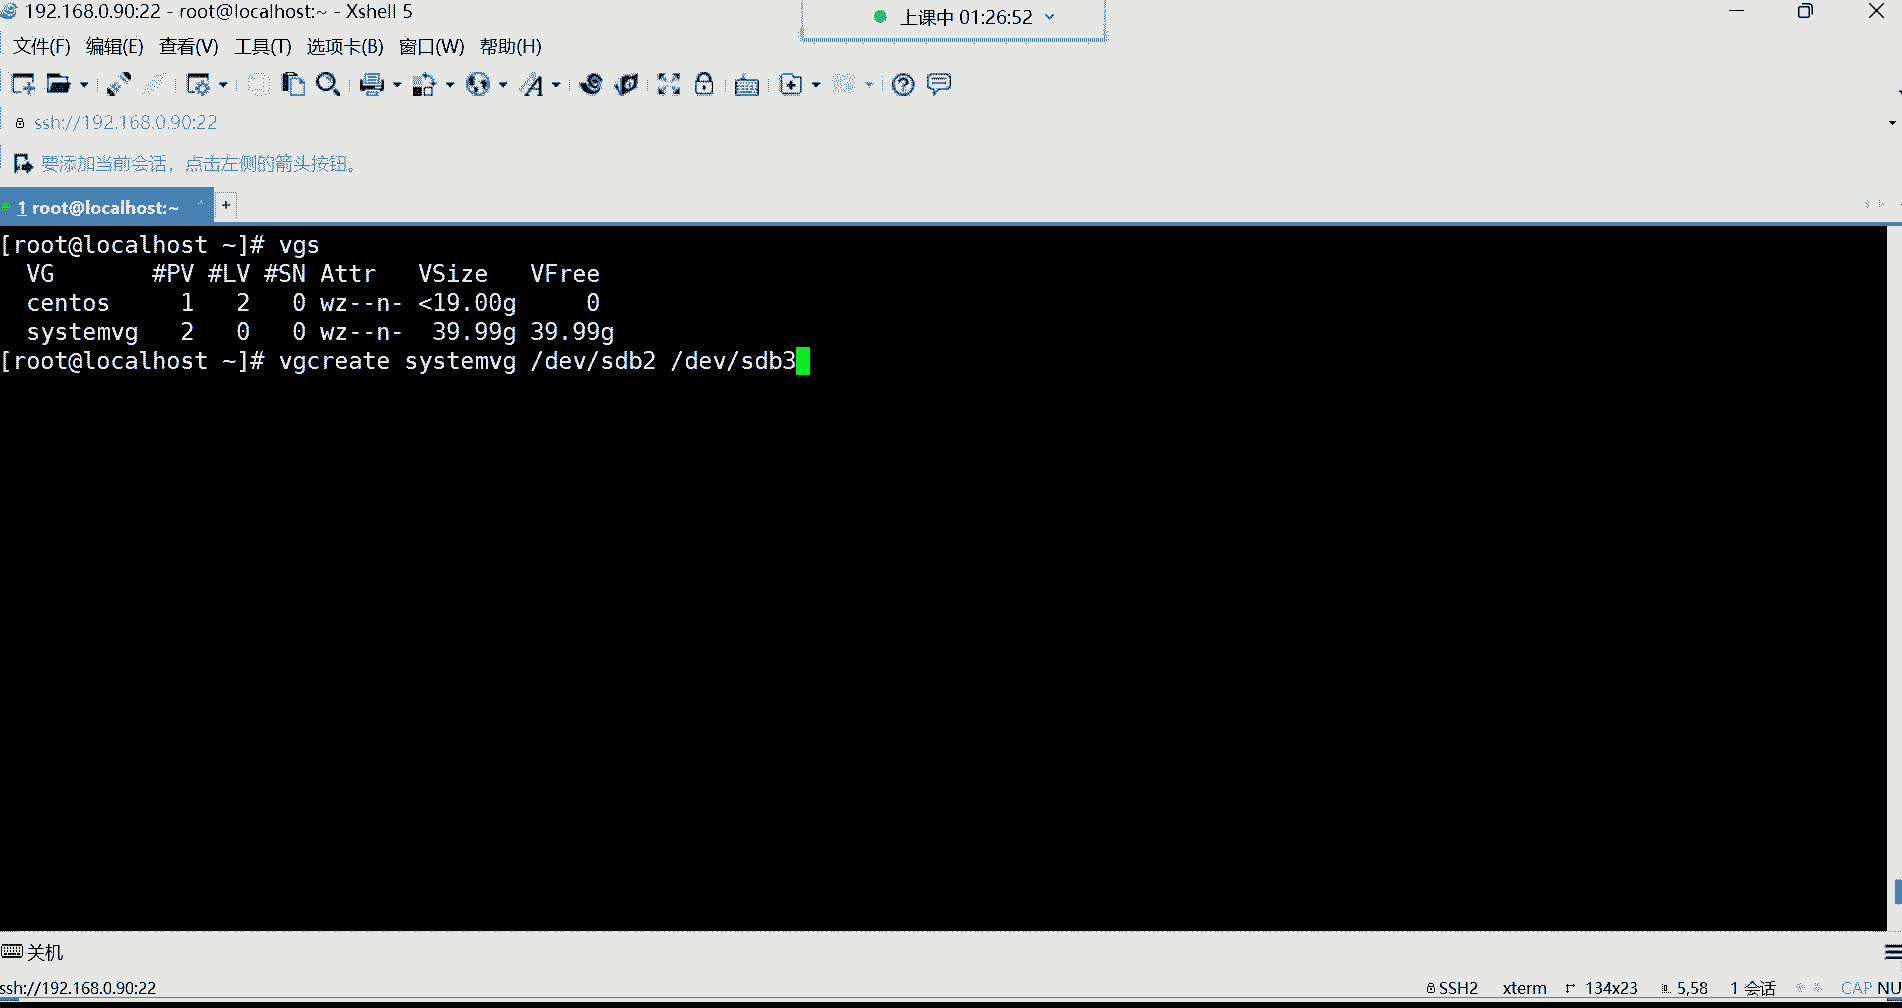 192.168.0.90:22 - root@localhost:~ - Xshell 5
上课中 01:26:52
文件(F) 编辑(E) 查看(V) 工具(T) 选项卡(B) 窗口(W) 帮助(H)
ssh://192.168.0.90:22
要添加当前会话，点击左侧的箭头按钮。
1 root@localhost:~ +
[root@localhost ~]# vgs
VG #PV #LV #SN Attr VSize VFree
centos 1 2 0 wz--n- <19.00g 0
systemvg 2 0 0 wz--n- 39.99g 39.99g
[root@localhost ~]# vgcreate systemvg /dev/sdb2 /dev/sdb3
关机
ssh://192.168.0.90:22 SSH2 xterm 134x23 5,58 1 会话 CAP NU